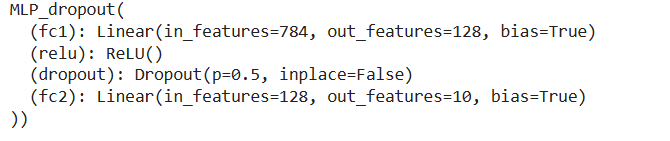 MLP_dropout(
  (fc1): Linear(in_features=784, out_features=128, bias=True)
  (relu): ReLU()
  (dropout): Dropout(p=0.5, inplace=False)
  (fc2): Linear(in_features=128, out_features=10, bias=True)
))